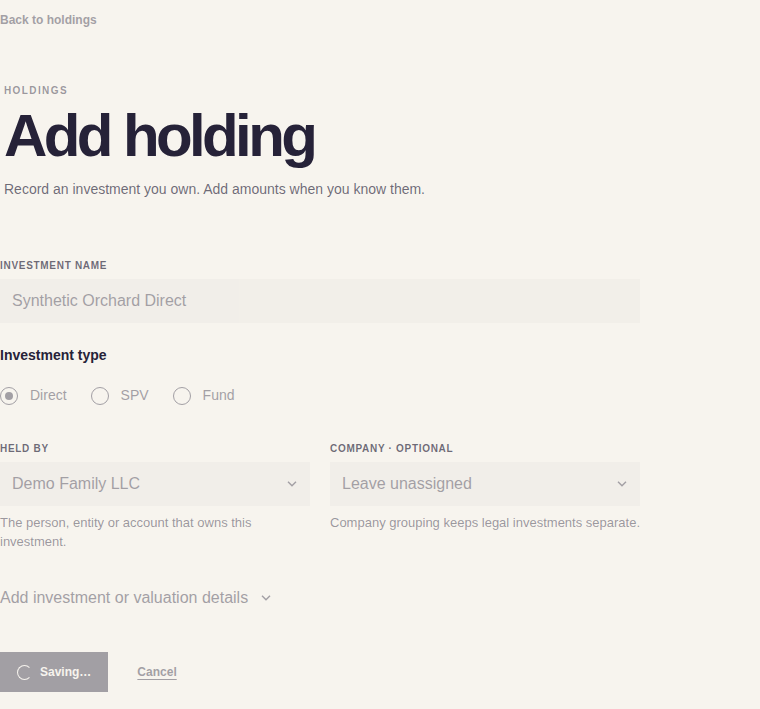 Back to holdings
HOLDINGS
Add holding
Record an investment you own. Add amounts when you know them.
INVESTMENT NAME
Synthetic Orchard Direct
Investment type
Direct SPV Fund
HELD BY COMPANY · OPTIONAL
Demo Family LLC Leave unassigned
The person, entity or account that owns this Company grouping keeps legal investments separate.
investment.
Add investment or valuation details
Saving… Cancel